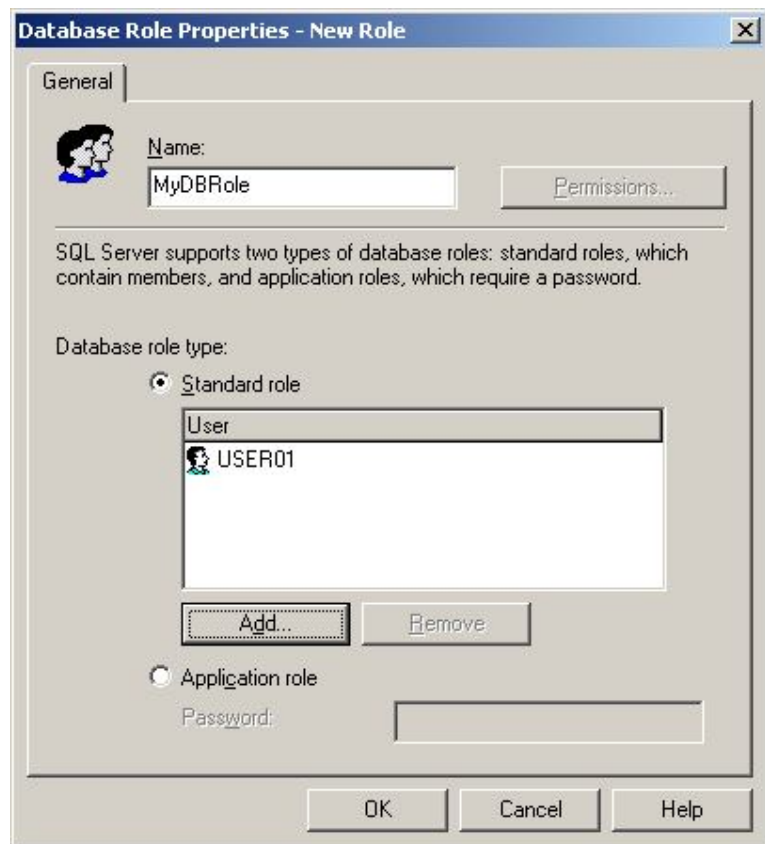 Database Role Properties - New Role
General
Name:
MyDBRole
Permissions...
SQL Server supports two types of database roles: standard roles, which
contain members, and application roles, which require a password.
Database role type:
Standard role
User
USER01
Add...
Remove
Application role
Password:
OK
Cancel
Help